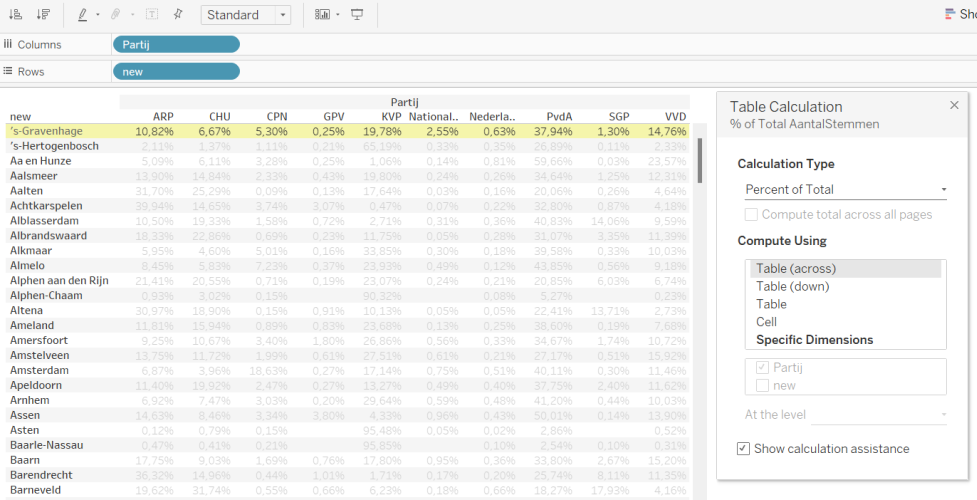 Standard
Sho
Columns Partij
Rows new
Partij
new ARP CHU CPN GPV KVP National.. Nederla.. PvdA SGP VVD
's-Gravenhage 10,82% 6,67% 5,30% 0,25% 19,78% 2,55% 0,63% 37,94% 1,30% 14,76%
's-Hertogenbosch 2,11% 1,37% 1,11% 0,21% 65,19% 0,33% 0,35% 26,89% 0,11% 2,33%
Aa en Hunze 5,09% 6,11% 3,28% 0,25% 1,06% 0,14% 0,81% 59,66% 0,03% 23,57%
Aalsmeer 13,90% 14,84% 2,33% 0,43% 19,80% 0,24% 0,26% 34,64% 1,25% 12,31%
Aalten 31,70% 25,29% 0,09% 0,13% 17,64% 0,03% 0,16% 20,06% 0,26% 4,64%
Achtkarspelen 39,94% 14,65% 3,74% 3,07% 0,47% 0,07% 0,22% 32,80% 0,87% 4,18%
Alblasserdam 10,50% 19,33% 1,58% 0,72% 2,71% 0,31% 0,36% 40,83% 14,06% 9,59%
Albrandswaard 18,33% 22,86% 0,69% 0,23% 11,75% 0,05% 0,28% 31,07% 3,35% 11,39%
Alkmaar 5,95% 4,60% 5,01% 0,16% 33,85% 0,30% 0,18% 39,58% 0,33% 10,03%
Almelo 8,45% 5,83% 7,23% 0,37% 23,93% 0,49% 0,12% 43,85% 0,56% 9,18%
Alphen aan den Rijn 21,41% 20,55% 0,71% 0,19% 23,07% 0,24% 0,21% 20,85% 6,03% 6,74%
Alphen-Chaam 0,93% 3,02% 0,15% 90,32% 0,08% 5,27% 0,23%
Altena 30,97% 18,90% 0,15% 0,91% 10,13% 0,05% 0,05% 22,41% 13,71% 2,73%
Ameland 11,81% 15,94% 0,89% 0,83% 23,68% 0,13% 0,25% 38,60% 0,19% 7,68%
Amersfoort 9,25% 10,67% 3,40% 1,80% 26,86% 0,56% 0,33% 34,67% 1,74% 10,72%
Amstelveen 13,75% 11,72% 1,99% 0,61% 27,51% 0,61% 0,21% 27,17% 0,51% 15,92%
Amsterdam 6,87% 3,96% 18,63% 0,27% 17,14% 0,75% 0,51% 40,11% 0,30% 11,46%
Apeldoorn 11,40% 19,92% 2,47% 0,27% 13,27% 0,49% 0,40% 37,75% 2,40% 11,62%
Arnhem 6,92% 7,47% 3,03% 0,20% 29,64% 0,59% 0,48% 41,20% 0,44% 10,03%
Assen 14,63% 8,46% 3,34% 3,80% 4,33% 0,96% 0,43% 50,01% 0,14% 13,90%
Asten 0,12% 0,79% 0,15% 95,48% 0,05% 0,02% 2,86% 0,52%
Baarle-Nassau 0,47% 0,41% 0,21% 95,85% 0,10% 2,54% 0,10% 0,31%
Baarn 17,75% 9,03% 1,69% 0,76% 17,80% 0,95% 0,36% 33,80% 2,67% 15,20%
Barendrecht 36,32% 14,96% 0,44% 1,01% 1,71% 0,17% 0,20% 25,74% 8,11% 11,35%
Barneveld 19,62% 31,74% 0,55% 0,66% 6,23% 0,18% 0,66% 18,27% 17,93% 4,16%
Table Calculation
% of Total AantalStemmen
Calculation Type
Percent of Total
Compute total across all pages
Compute Using
Table (across)
Table (down)
Table
Cell
Specific Dimensions
Partij
new
At the level
Show calculation assistance